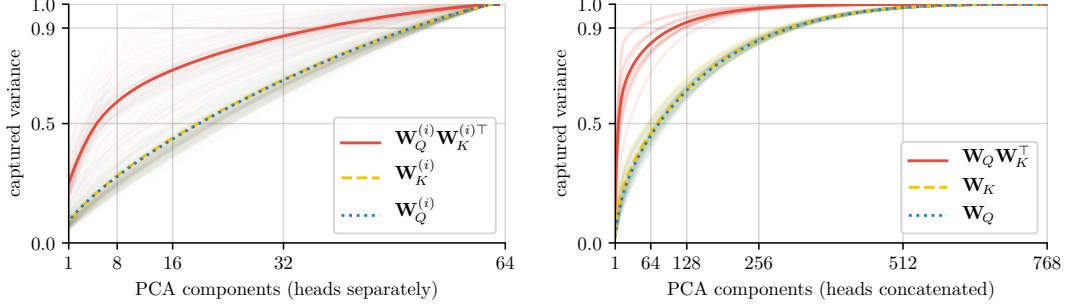 captured variance
1.0
0.9
0.5
0.0
1 8 16 32 64
PCA components (heads separately)
W_Q^(i) W_K^(i)⊤
W_K^(i)
W_Q^(i)
captured variance
1.0
0.9
0.5
0.0
1 64 128 256 512 768
PCA components (heads concatenated)
W_Q W_K^⊤
W_K
W_Q